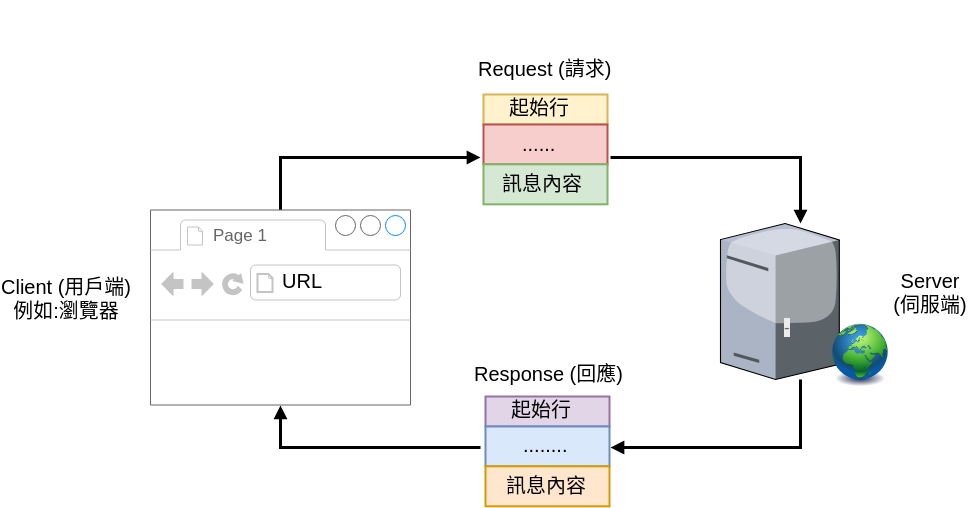 Request (請求)
起始行
......
訊息內容
Page 1
URL
Client (用戶端)
例如:瀏覽器
Server
(伺服端)
Response (回應)
起始行
........
訊息內容